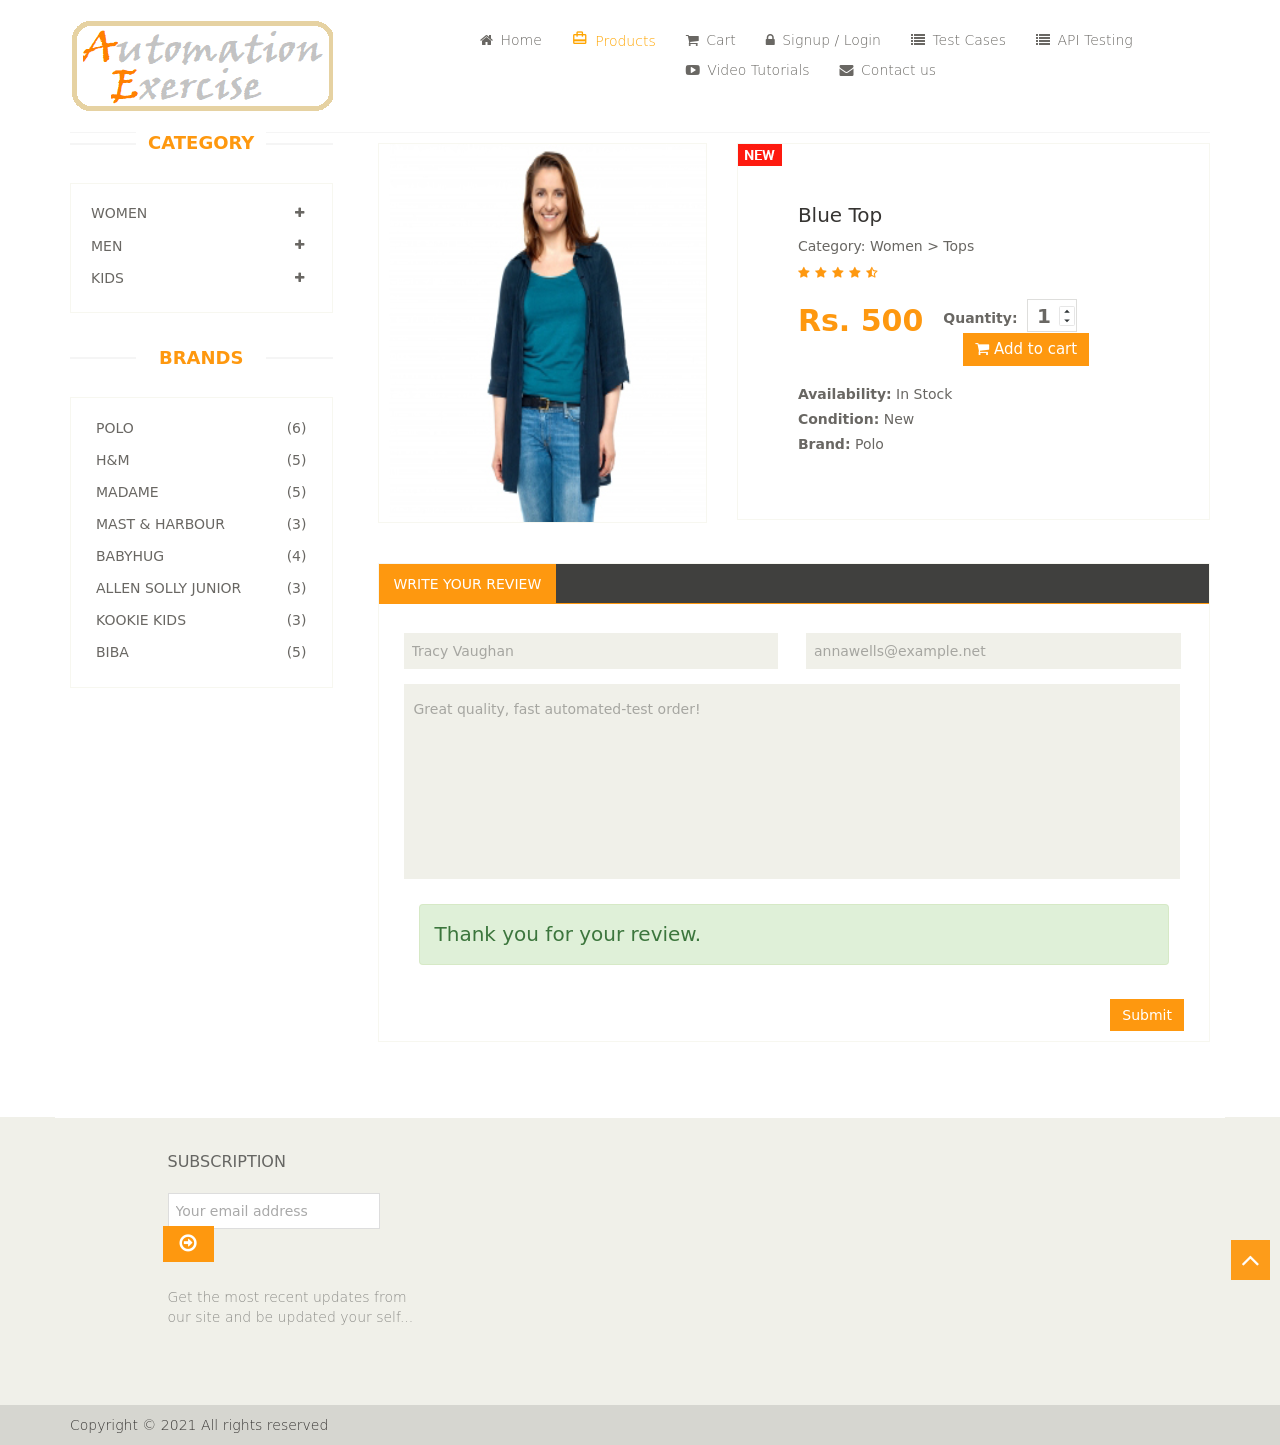 Automation
Exercise
Home
Products
Cart
Signup / Login
Test Cases
API Testing
Video Tutorials
Contact us
CATEGORY
WOMEN
MEN
KIDS
BRANDS
POLO (6)
H&M (5)
MADAME (5)
MAST & HARBOUR (3)
BABYHUG (4)
ALLEN SOLLY JUNIOR (3)
KOOKIE KIDS (3)
BIBA (5)
NEW
Blue Top
Category: Women > Tops
Rs. 500 Quantity: 1
Add to cart
Availability: In Stock
Condition: New
Brand: Polo
WRITE YOUR REVIEW
Tracy Vaughan
annawells@example.net
Great quality, fast automated-test order!
Thank you for your review.
Submit
SUBSCRIPTION
Your email address
Get the most recent updates from
our site and be updated your self...
Copyright © 2021 All rights reserved